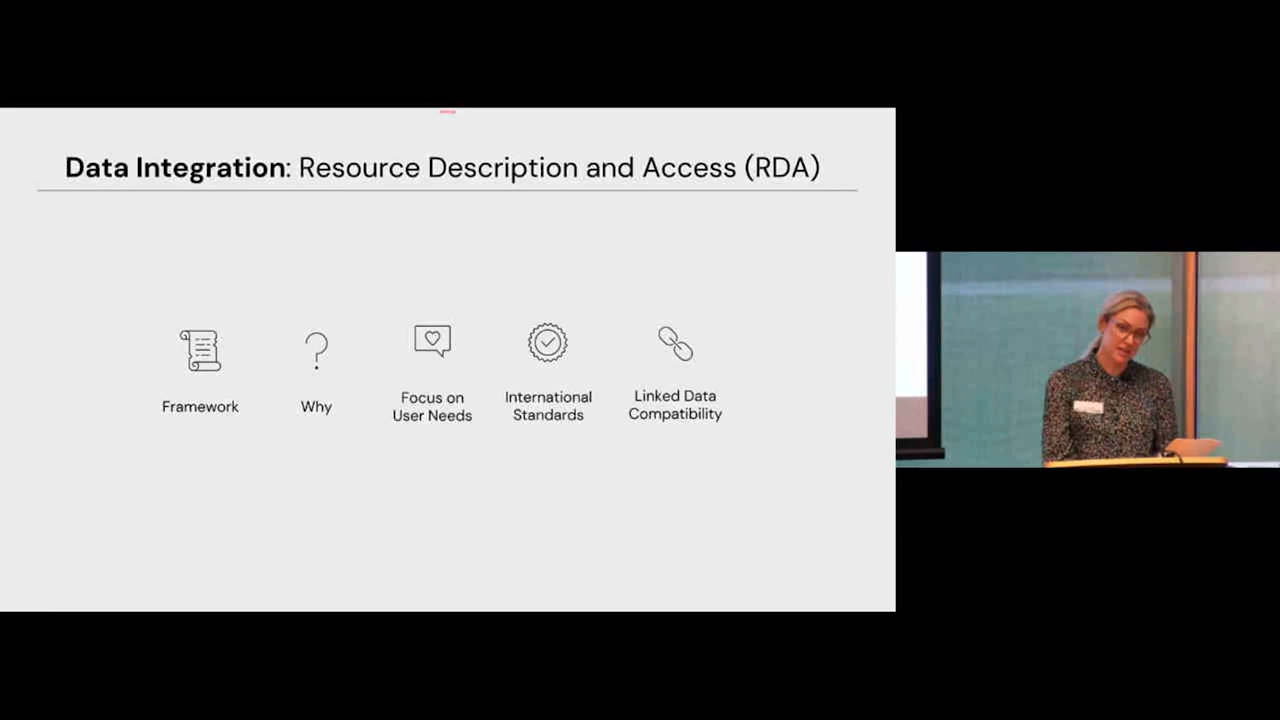 Data Integration: Resource Description and Access (RDA)
Framework
Why
Focus on
User Needs
International
Standards
Linked Data
Compatibility